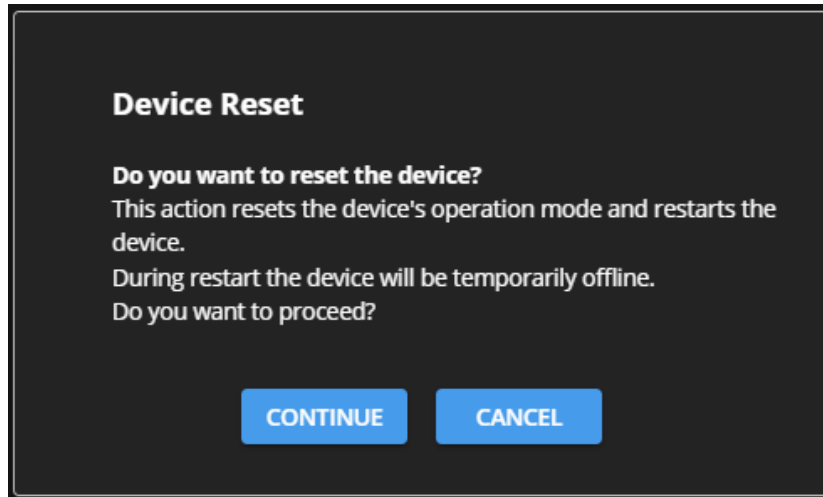 Device Reset
Do you want to reset the device?
This action resets the device's operation mode and restarts the
device.
During restart the device will be temporarily offline.
Do you want to proceed?
CONTINUE
CANCEL